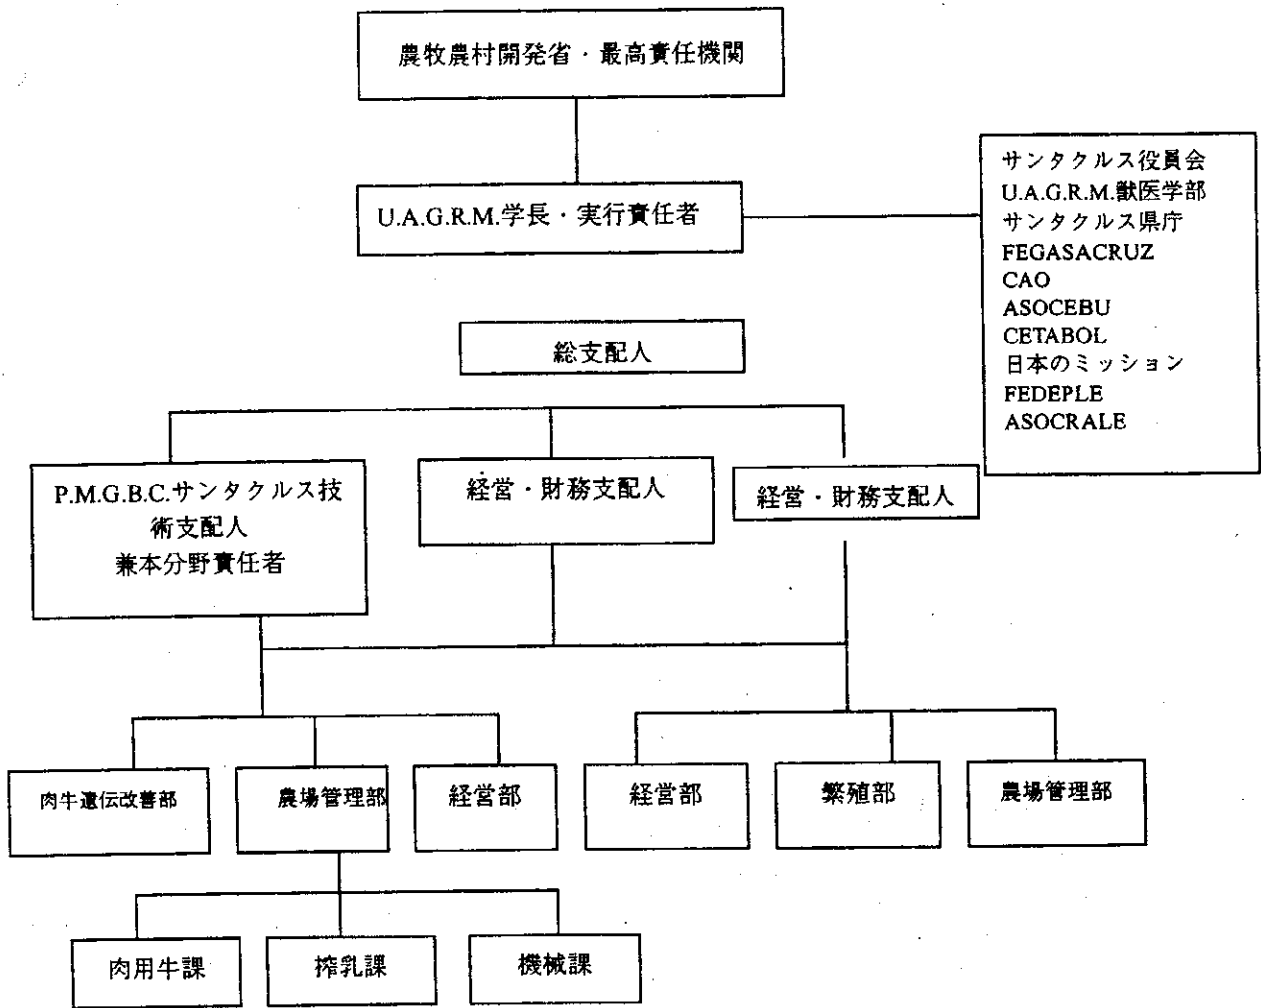 農牧農村開発省・最高責任機関
U.A.G.R.M.学長・実行責任者
サンタクルス役員会
U.A.G.R.M.獣医学部
サンタクルス県庁
FEGASACRUZ
CAO
ASOCEBU
CETABOL
日本のミッション
FEDEPLE
ASOCRALE
総支配人
P.M.G.B.C.サンタクルス技
術支配人
兼本分野責任者
経営・財務支配人
経営・財務支配人
肉牛遺伝改善部
農場管理部
経営部
経営部
繁殖部
農場管理部
肉用牛課
搾乳課
機械課